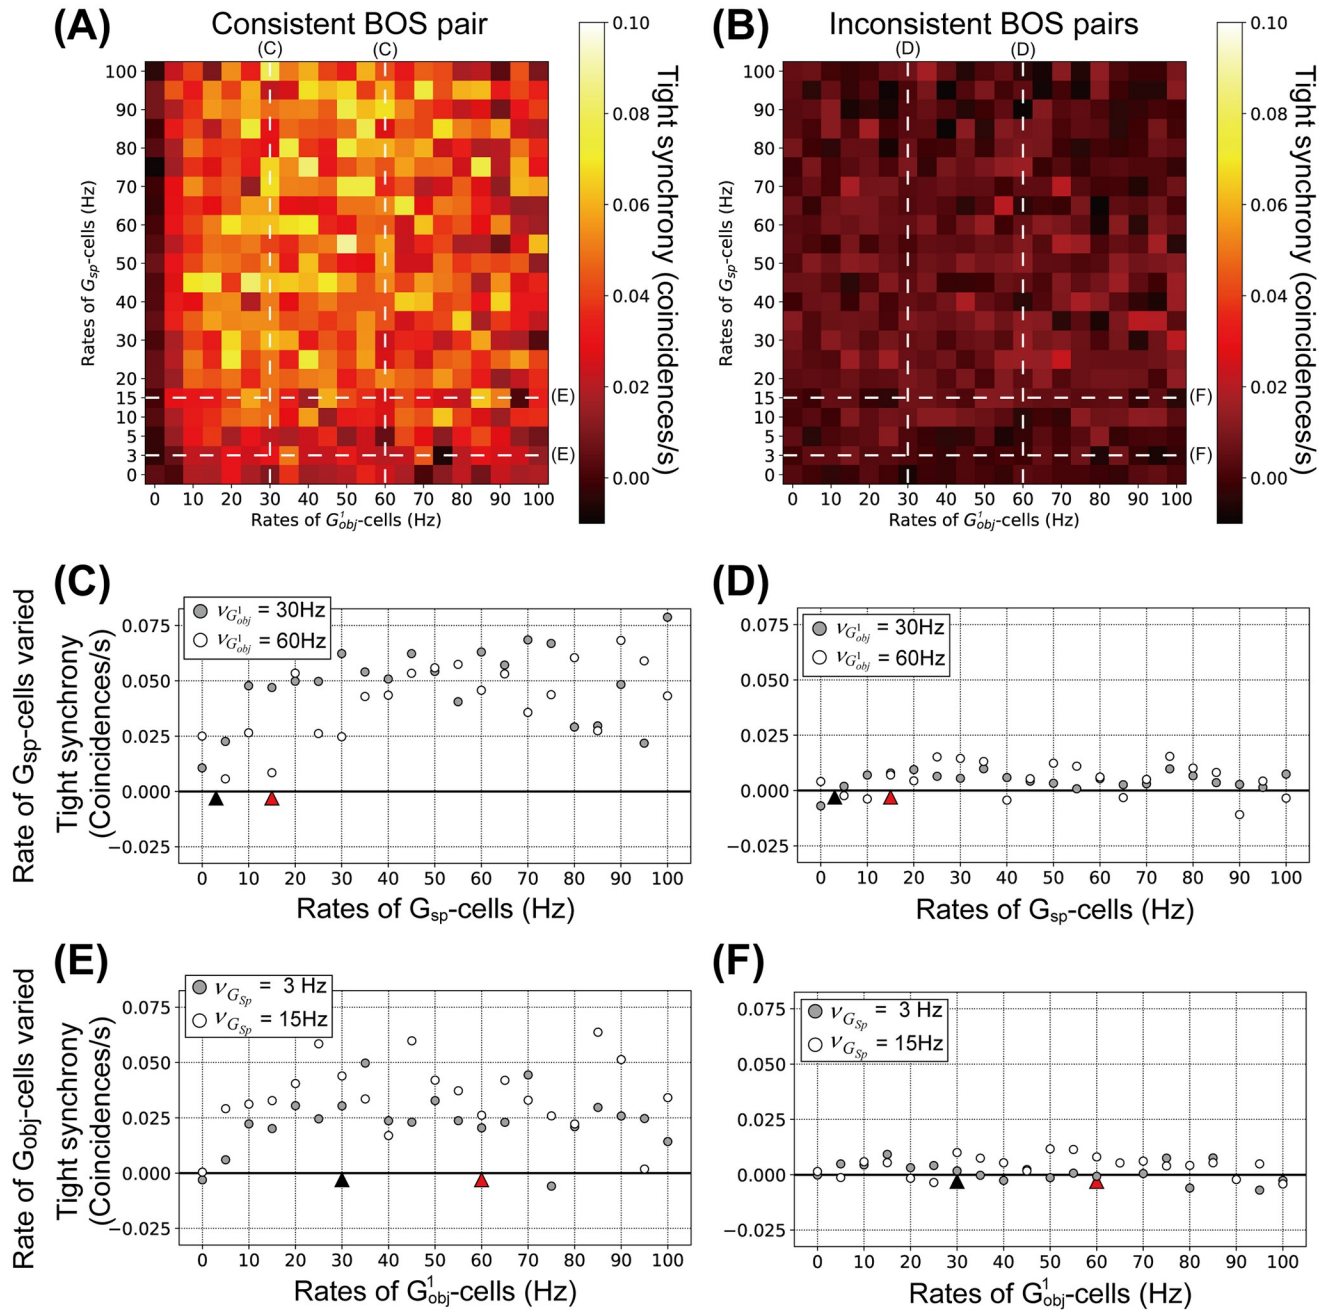 (A) Consistent BOS pair
(C) (C)
100
90
80
70
60
50
40
30
20
15
10
5
3
0
Rates of Gsp-cells (Hz)
(E)
(E)
0 10 20 30 40 50 60 70 80 90 100
Rates of G¹obj-cells (Hz)
0.10
0.08
0.06
0.04
0.02
0.00
Tight synchrony (coincidences/s)
(B) Inconsistent BOS pairs
(D) (D)
100
90
80
70
60
50
40
30
20
15
10
5
3
0
Rates of Gsp-cells (Hz)
(F)
(F)
0 10 20 30 40 50 60 70 80 90 100
Rates of G¹obj-cells (Hz)
0.10
0.08
0.06
0.04
0.02
0.00
Tight synchrony (coincidences/s)
(C)
Rate of Gsp-cells varied
Tight synchrony
(Coincidences/s)
νG¹obj = 30Hz
νG¹obj = 60Hz
0.075
0.050
0.025
0.000
−0.025
0 10 20 30 40 50 60 70 80 90 100
Rates of Gsp-cells (Hz)
(D)
νG¹obj = 30Hz
νG¹obj = 60Hz
0.075
0.050
0.025
0.000
−0.025
0 10 20 30 40 50 60 70 80 90 100
Rates of Gsp-cells (Hz)
(E)
Rate of Gobj-cells varied
Tight synchrony
(Coincidences/s)
νGSp = 3 Hz
νGSp = 15Hz
0.075
0.050
0.025
0.000
−0.025
0 10 20 30 40 50 60 70 80 90 100
Rates of G¹obj-cells (Hz)
(F)
νGSp = 3 Hz
νGSp = 15Hz
0.075
0.050
0.025
0.000
−0.025
0 10 20 30 40 50 60 70 80 90 100
Rates of G¹obj-cells (Hz)